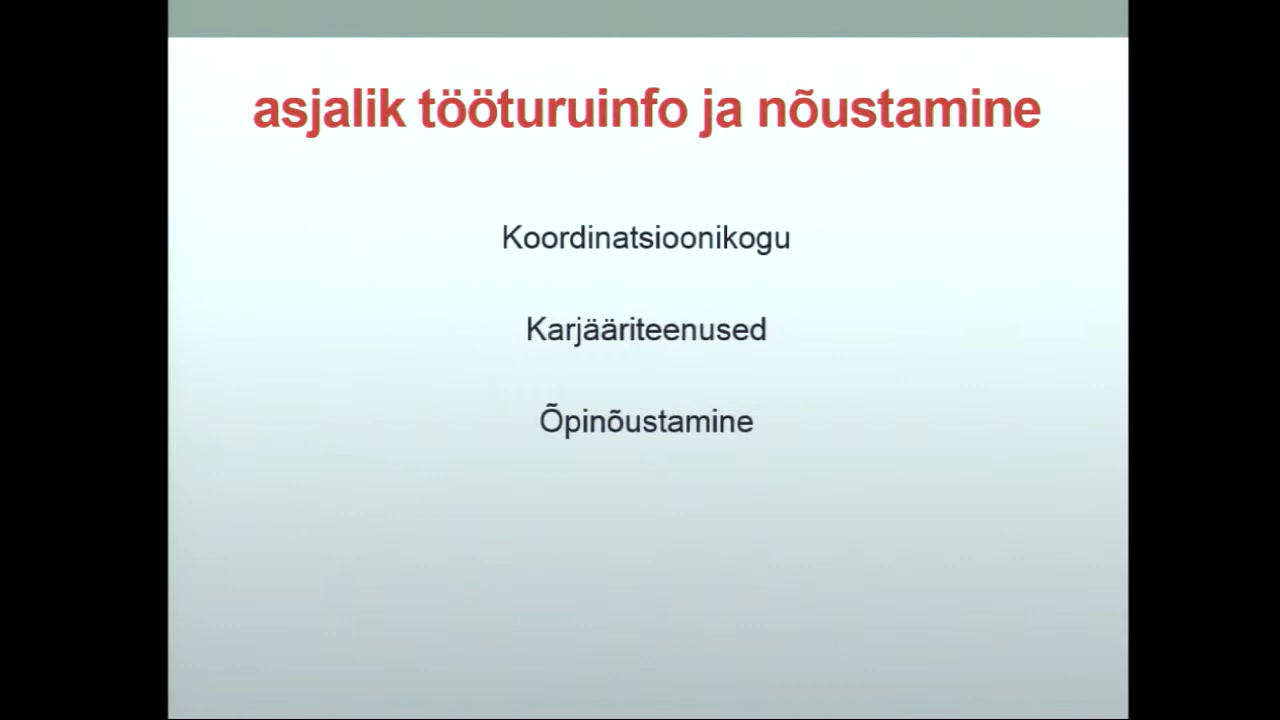 asjalik tööturuinfo ja nõustamine
Koordinatsioonikogu
Karjääriteenused
Õpinõustamine